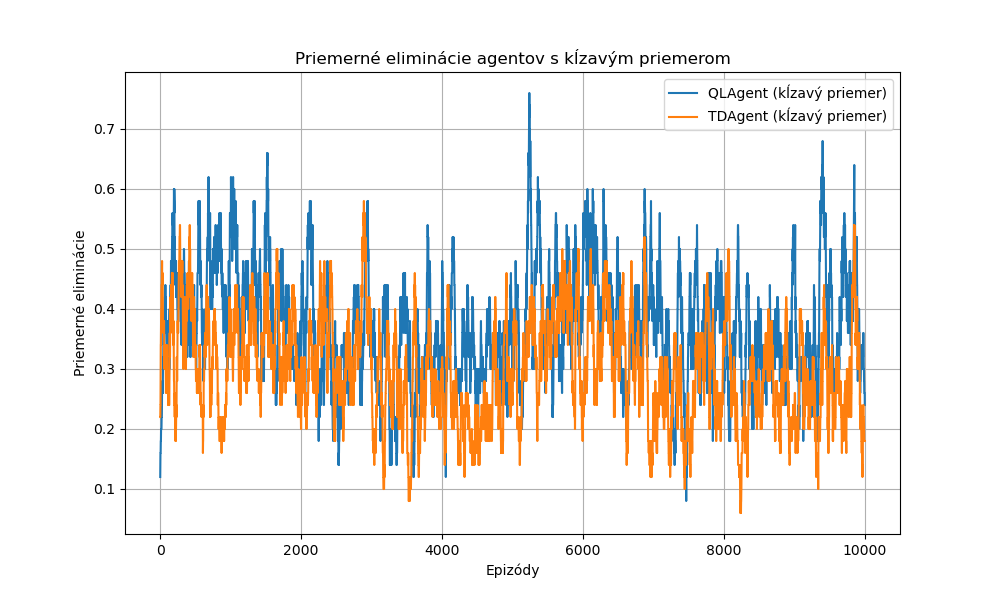 Priemerné eliminácie agentov s kĺzavým priemerom
QLAgent (kĺzavý priemer)
TDAgent (kĺzavý priemer)
Priemerné eliminácie
0.7
0.6
0.5
0.4
0.3
0.2
0.1
0 2000 4000 6000 8000 10000
Epizódy